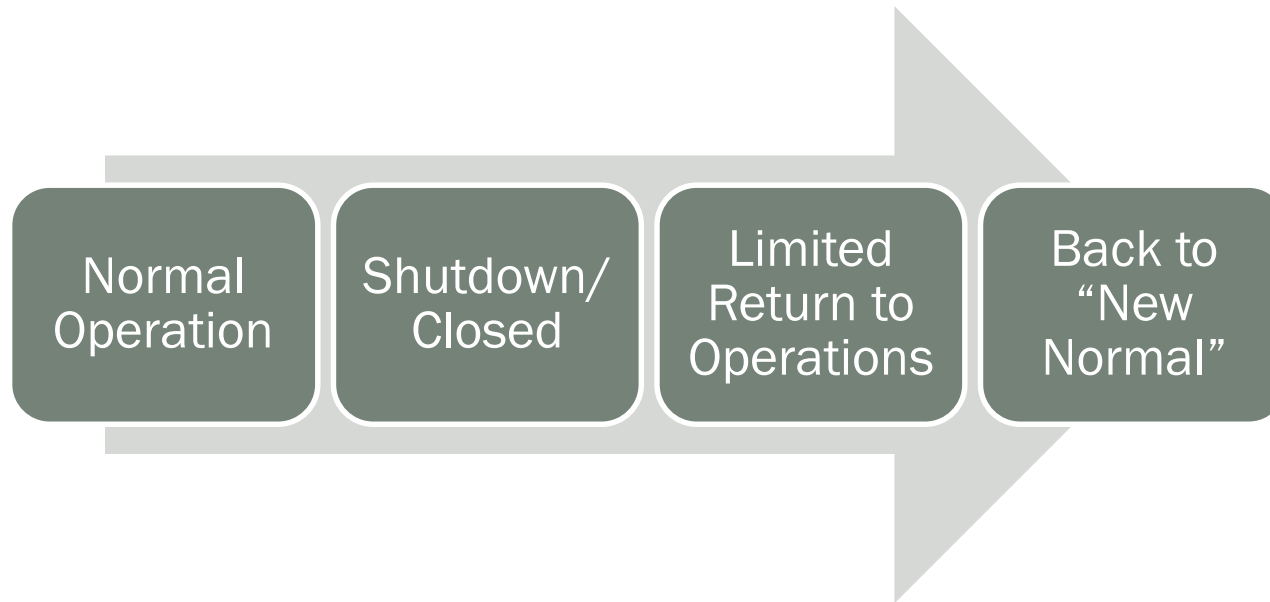 Normal
Operation
Shutdown/
Closed
Limited
Return to
Operations
Back to
“New
Normal”